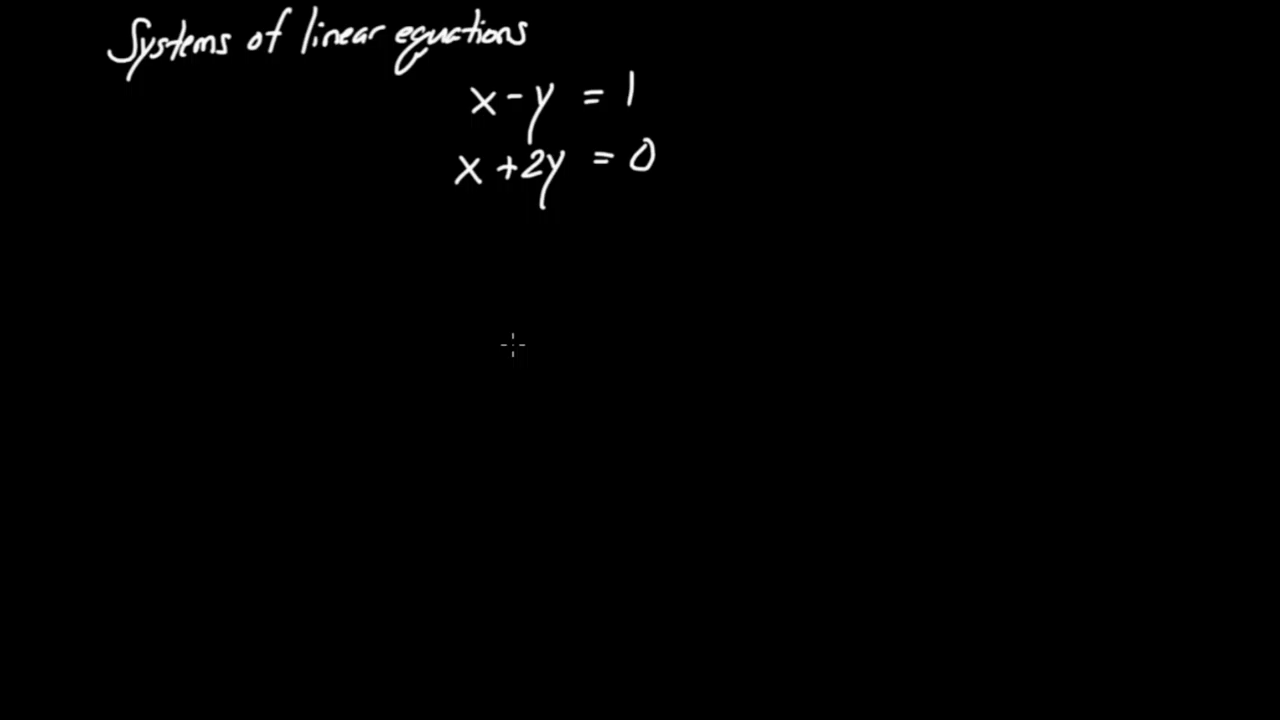 Systems of linear equations
x - y = 1
x + 2y = 0